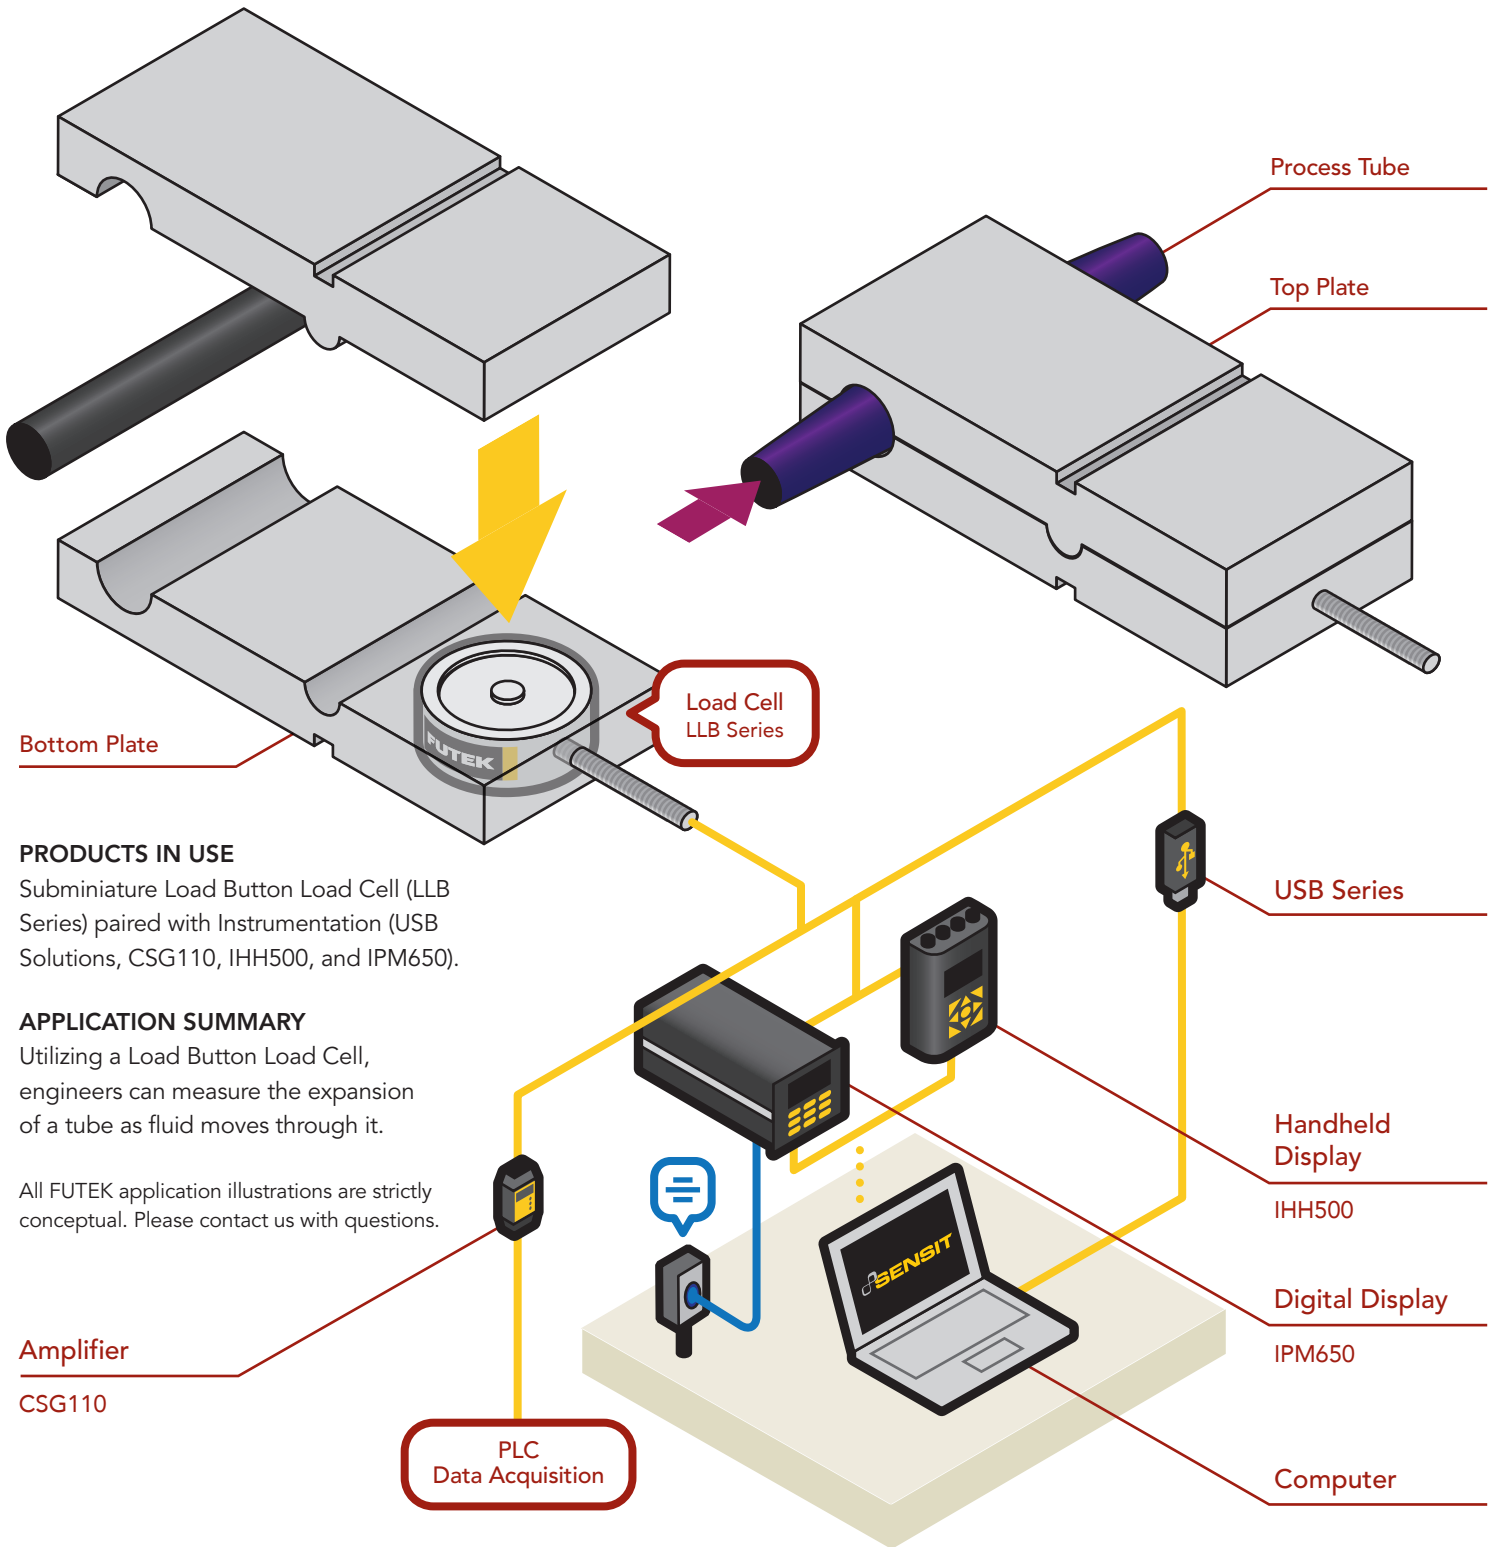 Process Tube
Top Plate
Load Cell
LLB Series
FUTEK
Bottom Plate
PRODUCTS IN USE
Subminiature Load Button Load Cell (LLB
Series) paired with Instrumentation (USB
Solutions, CSG110, IHH500, and IPM650).
APPLICATION SUMMARY
Utilizing a Load Button Load Cell,
engineers can measure the expansion
of a tube as fluid moves through it.
All FUTEK application illustrations are strictly
conceptual. Please contact us with questions.
USB Series
Handheld
Display
IHH500
SENSIT
Digital Display
IPM650
Amplifier
CSG110
PLC
Data Acquisition
Computer